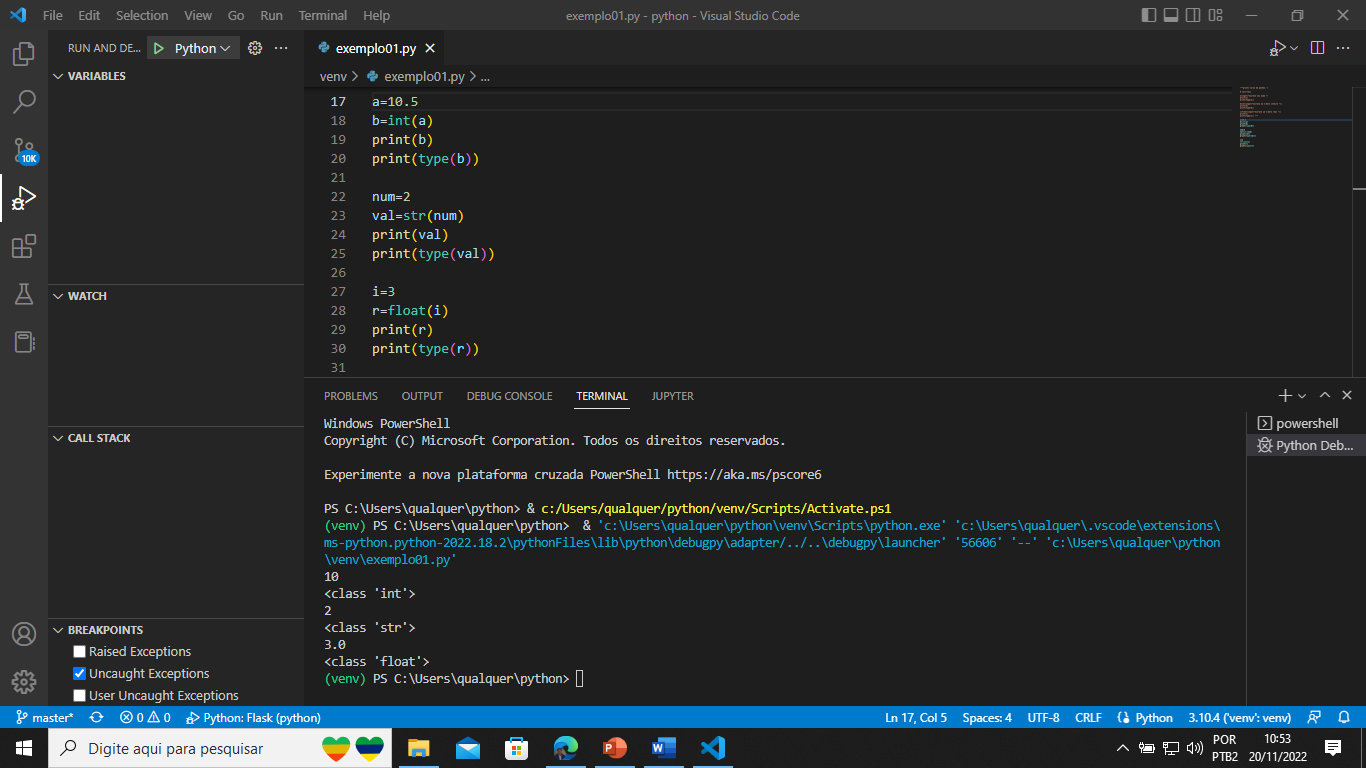 File Edit Selection View Go Run Terminal Help
exemplo01.py - python - Visual Studio Code
RUN AND DE... Python
exemplo01.py
VARIABLES
venv > exemplo01.py > ...
17 a=10.5
18 b=int(a)
19 print(b)
20 print(type(b))
21
22 num=2
23 val=str(num)
24 print(val)
25 print(type(val))
26
27 i=3
28 r=float(i)
29 print(r)
30 print(type(r))
31
10K
WATCH
CALL STACK
BREAKPOINTS
Raised Exceptions
Uncaught Exceptions
User Uncaught Exceptions
PROBLEMS OUTPUT DEBUG CONSOLE TERMINAL JUPYTER
powershell
Python Deb...
Windows PowerShell
Copyright (C) Microsoft Corporation. Todos os direitos reservados.
Experimente a nova plataforma cruzada PowerShell https://aka.ms/pscore6
PS C:\Users\qualquer\python> & c:/Users/qualquer/python/venv/Scripts/Activate.ps1
(venv) PS C:\Users\qualquer\python>  & 'c:\Users\qualquer\python\venv\Scripts\python.exe' 'c:\Users\qualquer\.vscode\extensions\
ms-python.python-2022.18.2\pythonFiles\lib\python\debugpy\adapter/../..\debugpy\launcher' '56606' '--' 'c:\Users\qualquer\python
\venv\exemplo01.py'
10
<class 'int'>
2
<class 'str'>
3.0
<class 'float'>
(venv) PS C:\Users\qualquer\python>
master* 0 0 Python: Flask (python) Ln 17, Col 5 Spaces: 4 UTF-8 CRLF Python 3.10.4 ('venv': venv)
Digite aqui para pesquisar
POR
PTB2
10:53
20/11/2022